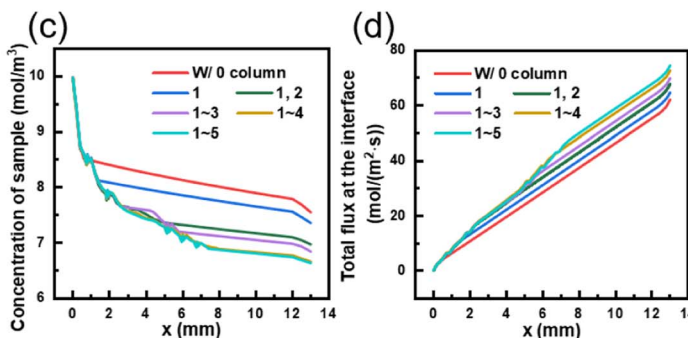 (c)
Concentration of sample (mol/m³)
10
9
8
7
6
W/ 0 column
1
1, 2
1~3
1~4
1~5
0 2 4 6 8 10 12 14
x (mm)
(d)
Total flux at the interface
(mol/(m²·s))
80
60
40
20
0
W/ 0 column
1
1, 2
1~3
1~4
1~5
0 2 4 6 8 10 12 14
x (mm)